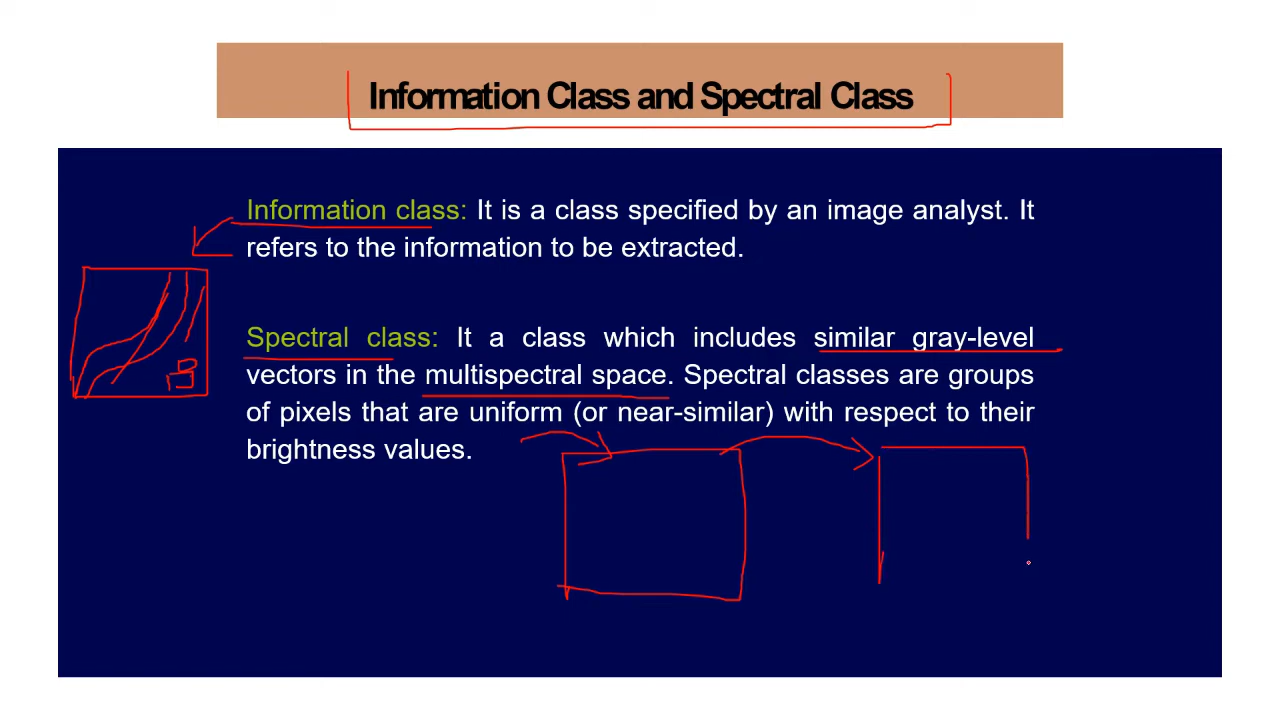 Information Class and Spectral Class
Information class: It is a class specified by an image analyst. It
refers to the information to be extracted.
Spectral class: It a class which includes similar gray-level
vectors in the multispectral space. Spectral classes are groups
of pixels that are uniform (or near-similar) with respect to their
brightness values.